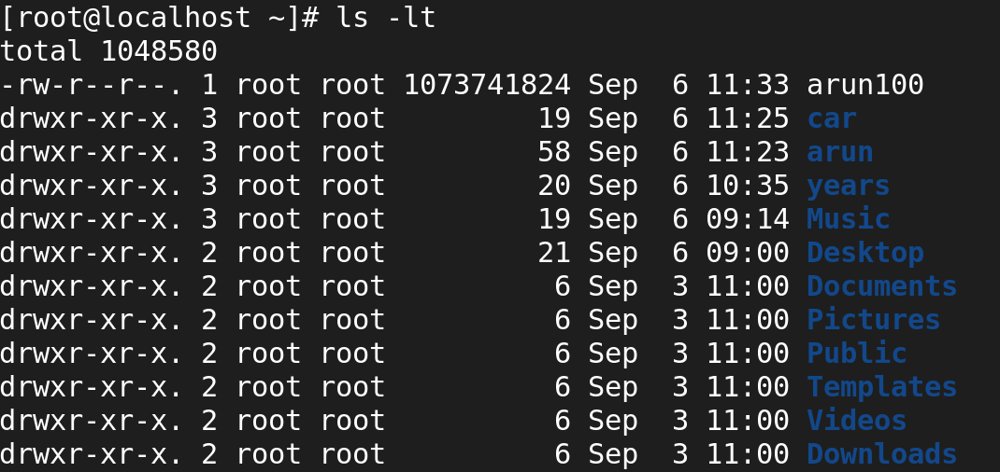 [root@localhost ~]# ls -lt
total 1048580
-rw-r--r--. 1 root root 1073741824 Sep  6 11:33 arun100
drwxr-xr-x. 3 root root         19 Sep  6 11:25 car
drwxr-xr-x. 3 root root         58 Sep  6 11:23 arun
drwxr-xr-x. 3 root root         20 Sep  6 10:35 years
drwxr-xr-x. 3 root root         19 Sep  6 09:14 Music
drwxr-xr-x. 2 root root         21 Sep  6 09:00 Desktop
drwxr-xr-x. 2 root root          6 Sep  3 11:00 Documents
drwxr-xr-x. 2 root root          6 Sep  3 11:00 Pictures
drwxr-xr-x. 2 root root          6 Sep  3 11:00 Public
drwxr-xr-x. 2 root root          6 Sep  3 11:00 Templates
drwxr-xr-x. 2 root root          6 Sep  3 11:00 Videos
drwxr-xr-x. 2 root root          6 Sep  3 11:00 Downloads